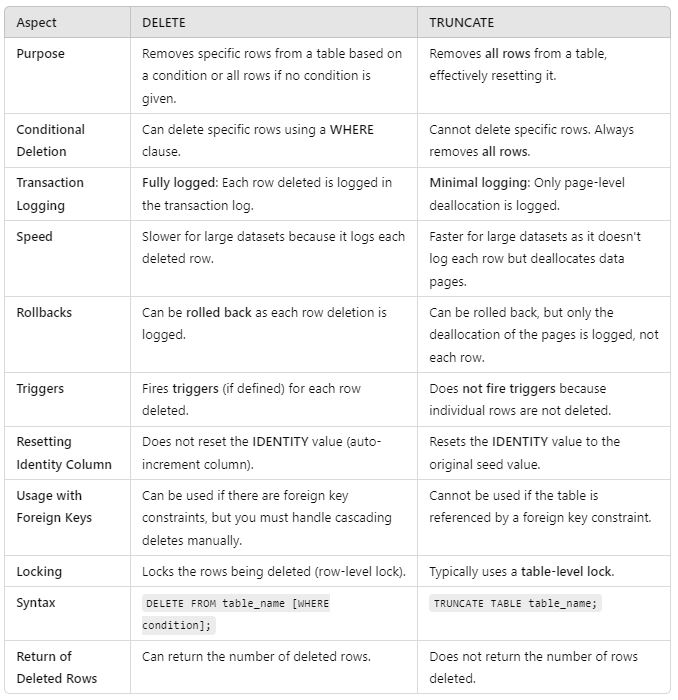 Aspect DELETE TRUNCATE
Purpose Removes specific rows from a table based on Removes all rows from a table,
a condition or all rows if no condition is effectively resetting it.
given.
Conditional Can delete specific rows using a WHERE Cannot delete specific rows. Always
Deletion clause. removes all rows.
Transaction Fully logged: Each row deleted is logged in Minimal logging: Only page-level
Logging the transaction log. deallocation is logged.
Speed Slower for large datasets because it logs each Faster for large datasets as it doesn't
deleted row. log each row but deallocates data
pages.
Rollbacks Can be rolled back as each row deletion is Can be rolled back, but only the
logged. deallocation of the pages is logged, not
each row.
Triggers Fires triggers (if defined) for each row Does not fire triggers because
deleted. individual rows are not deleted.
Resetting Does not reset the IDENTITY value (auto- Resets the IDENTITY value to the
Identity Column increment column). original seed value.
Usage with Can be used if there are foreign key Cannot be used if the table is
Foreign Keys constraints, but you must handle cascading referenced by a foreign key constraint.
deletes manually.
Locking Locks the rows being deleted (row-level lock). Typically uses a table-level lock.
Syntax DELETE FROM table_name [WHERE TRUNCATE TABLE table_name;
condition];
Return of Can return the number of deleted rows. Does not return the number of rows
Deleted Rows deleted.